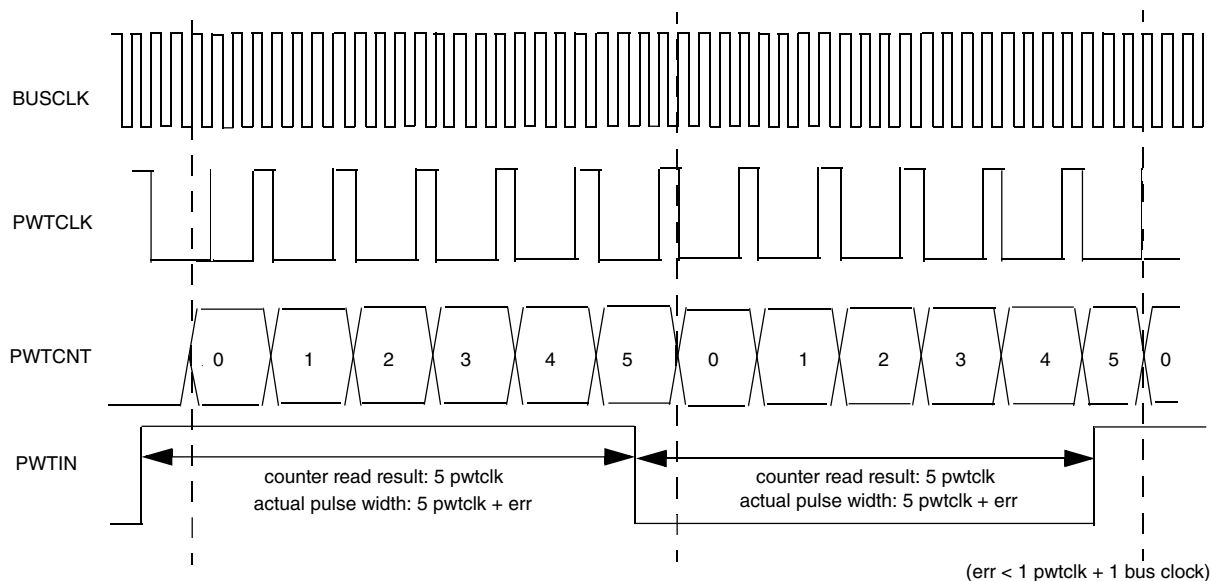 BUSCLK
PWTCLK
PWTCNT
0 1 2 3 4 5 0 1 2 3 4 5 0
PWTIN
counter read result: 5 pwtclk
actual pulse width: 5 pwtclk + err
counter read result: 5 pwtclk
actual pulse width: 5 pwtclk + err
(err < 1 pwtclk + 1 bus clock)